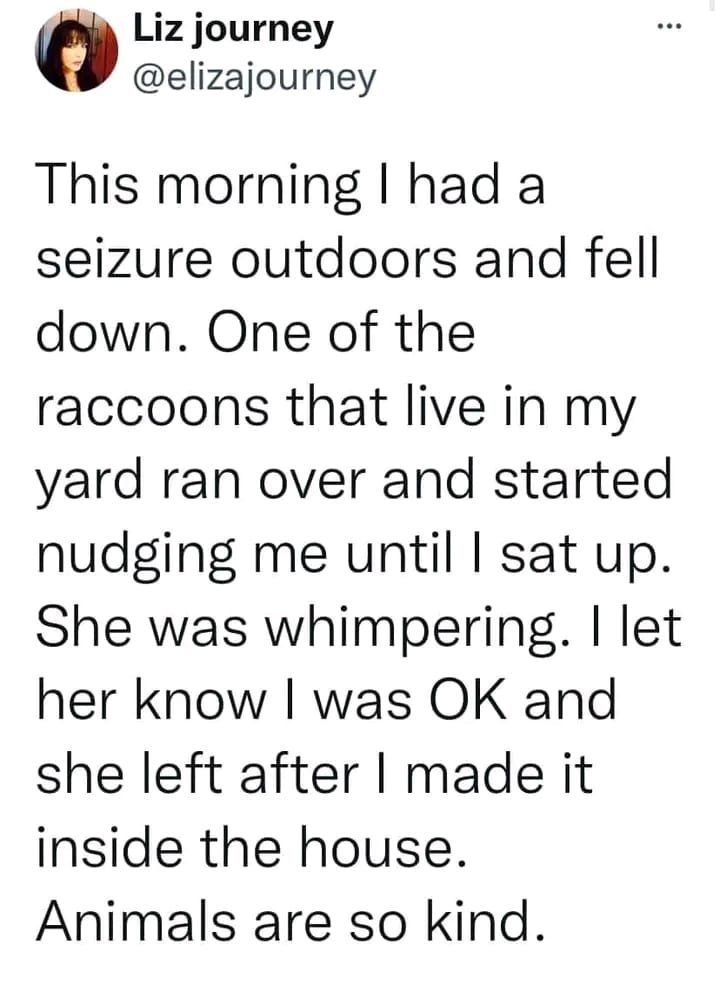 Liz journey
@elizajourney
This morning I had a
seizure outdoors and fell
down. One of the
raccoons that live in my
yard ran over and started
nudging me until I sat up.
She was whimpering. I let
her know I was OK and
she left after I made it
inside the house.
Animals are so kind.